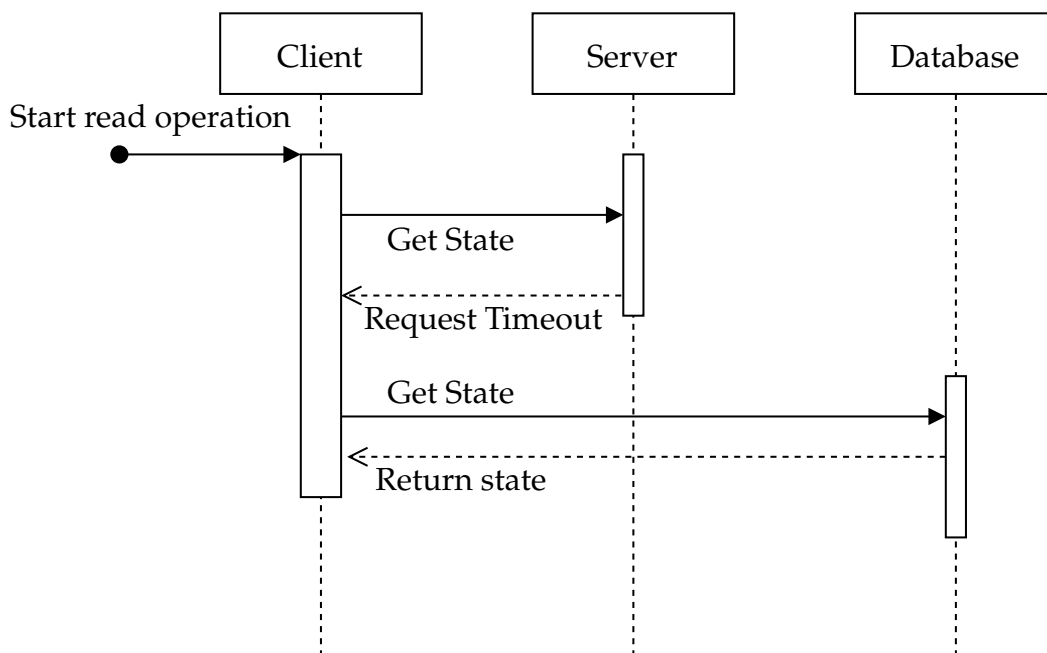 Client
Server
Database
Start read operation
Get State
Request Timeout
Get State
Return state